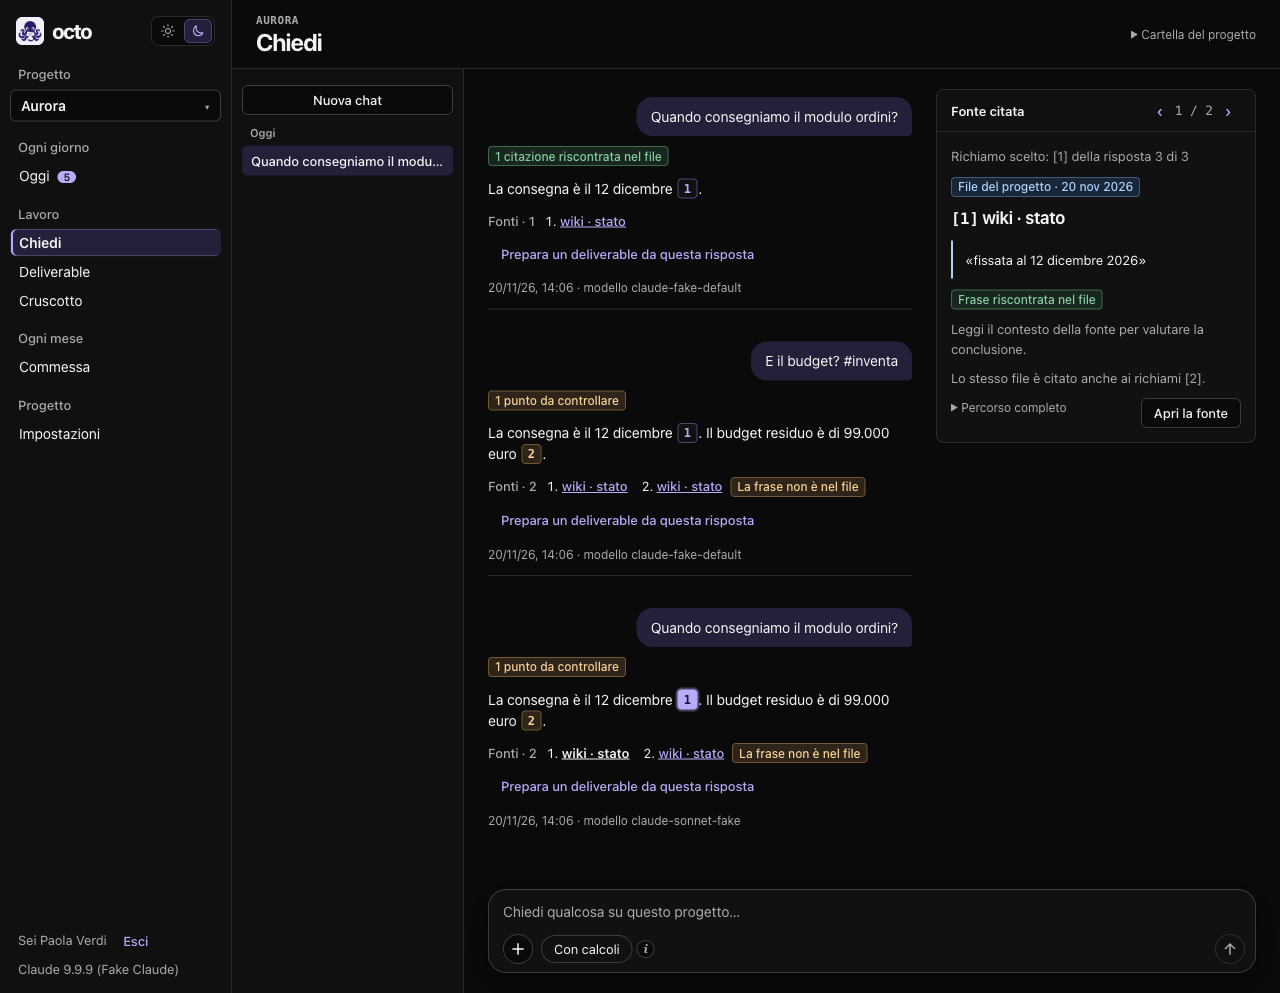 octo
Progetto
Aurora
Ogni giorno
Oggi 5
Lavoro
Chiedi
Deliverable
Cruscotto
Ogni mese
Commessa
Progetto
Impostazioni
Sei Paola Verdi Esci
Claude 9.9.9 (Fake Claude)
AURORA
Chiedi
Cartella del progetto
Nuova chat
Oggi
Quando consegniamo il modu...
Quando consegniamo il modulo ordini?
1 citazione riscontrata nel file
La consegna è il 12 dicembre 1.
Fonti · 1 1. wiki · stato
Prepara un deliverable da questa risposta
20/11/26, 14:06 · modello claude-fake-default
E il budget? #inventa
1 punto da controllare
La consegna è il 12 dicembre 1. Il budget residuo è di 99.000
euro 2.
Fonti · 2 1. wiki · stato 2. wiki · stato La frase non è nel file
Prepara un deliverable da questa risposta
20/11/26, 14:06 · modello claude-fake-default
Quando consegniamo il modulo ordini?
1 punto da controllare
La consegna è il 12 dicembre 1. Il budget residuo è di 99.000
euro 2.
Fonti · 2 1. wiki · stato 2. wiki · stato La frase non è nel file
Prepara un deliverable da questa risposta
20/11/26, 14:06 · modello claude-sonnet-fake
Fonte citata ‹ 1 / 2 ›
Richiamo scelto: [1] della risposta 3 di 3
File del progetto · 20 nov 2026
[1] wiki · stato
«fissata al 12 dicembre 2026»
Frase riscontrata nel file
Leggi il contesto della fonte per valutare la
conclusione.
Lo stesso file è citato anche ai richiami [2].
Percorso completo
Apri la fonte
Chiedi qualcosa su questo progetto...
Con calcoli i